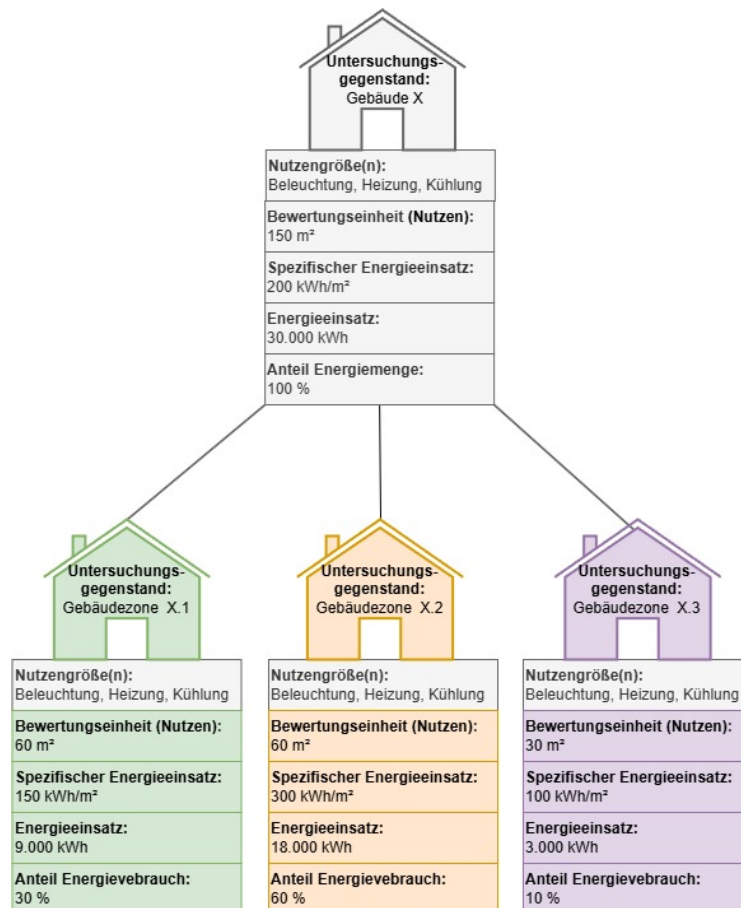 Untersuchungs-
gegenstand:
Gebäude X
Nutzengröße(n):
Beleuchtung, Heizung, Kühlung
Bewertungseinheit (Nutzen):
150 m²
Spezifischer Energieeinsatz:
200 kWh/m²
Energieeinsatz:
30.000 kWh
Anteil Energiemenge:
100 %
Untersuchungs-
gegenstand:
Gebäudezone X.1
Nutzengröße(n):
Beleuchtung, Heizung, Kühlung
Bewertungseinheit (Nutzen):
60 m²
Spezifischer Energieeinsatz:
150 kWh/m²
Energieeinsatz:
9.000 kWh
Anteil Energievebrauch:
30 %
Untersuchungs-
gegenstand:
Gebäudezone X.2
Nutzengröße(n):
Beleuchtung, Heizung, Kühlung
Bewertungseinheit (Nutzen):
60 m²
Spezifischer Energieeinsatz:
300 kWh/m²
Energieeinsatz:
18.000 kWh
Anteil Energievebrauch:
60 %
Untersuchungs-
gegenstand:
Gebäudezone X.3
Nutzengröße(n):
Beleuchtung, Heizung, Kühlung
Bewertungseinheit (Nutzen):
30 m²
Spezifischer Energieeinsatz:
100 kWh/m²
Energieeinsatz:
3.000 kWh
Anteil Energievebrauch:
10 %